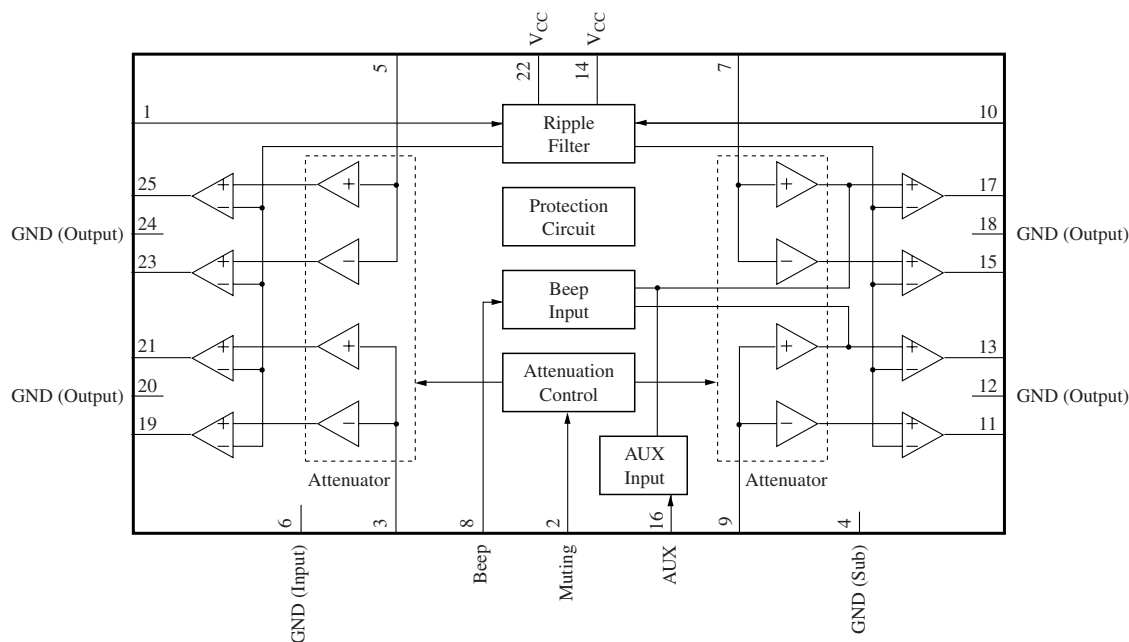 VCC
VCC
5
22
14
7
1
10
Ripple
Filter
25
+
−
+
+
+
−
17
24
GND (Output)
Protection
Circuit
18
GND (Output)
23
+
−
−
−
+
−
15
Beep
Input
21
+
−
+
+
+
−
13
20
GND (Output)
Attenuation
Control
12
GND (Output)
19
+
−
−
−
+
−
11
Attenuator
AUX
Input
Attenuator
6
3
8
2
16
9
4
GND (Input)
Beep
Muting
AUX
GND (Sub)